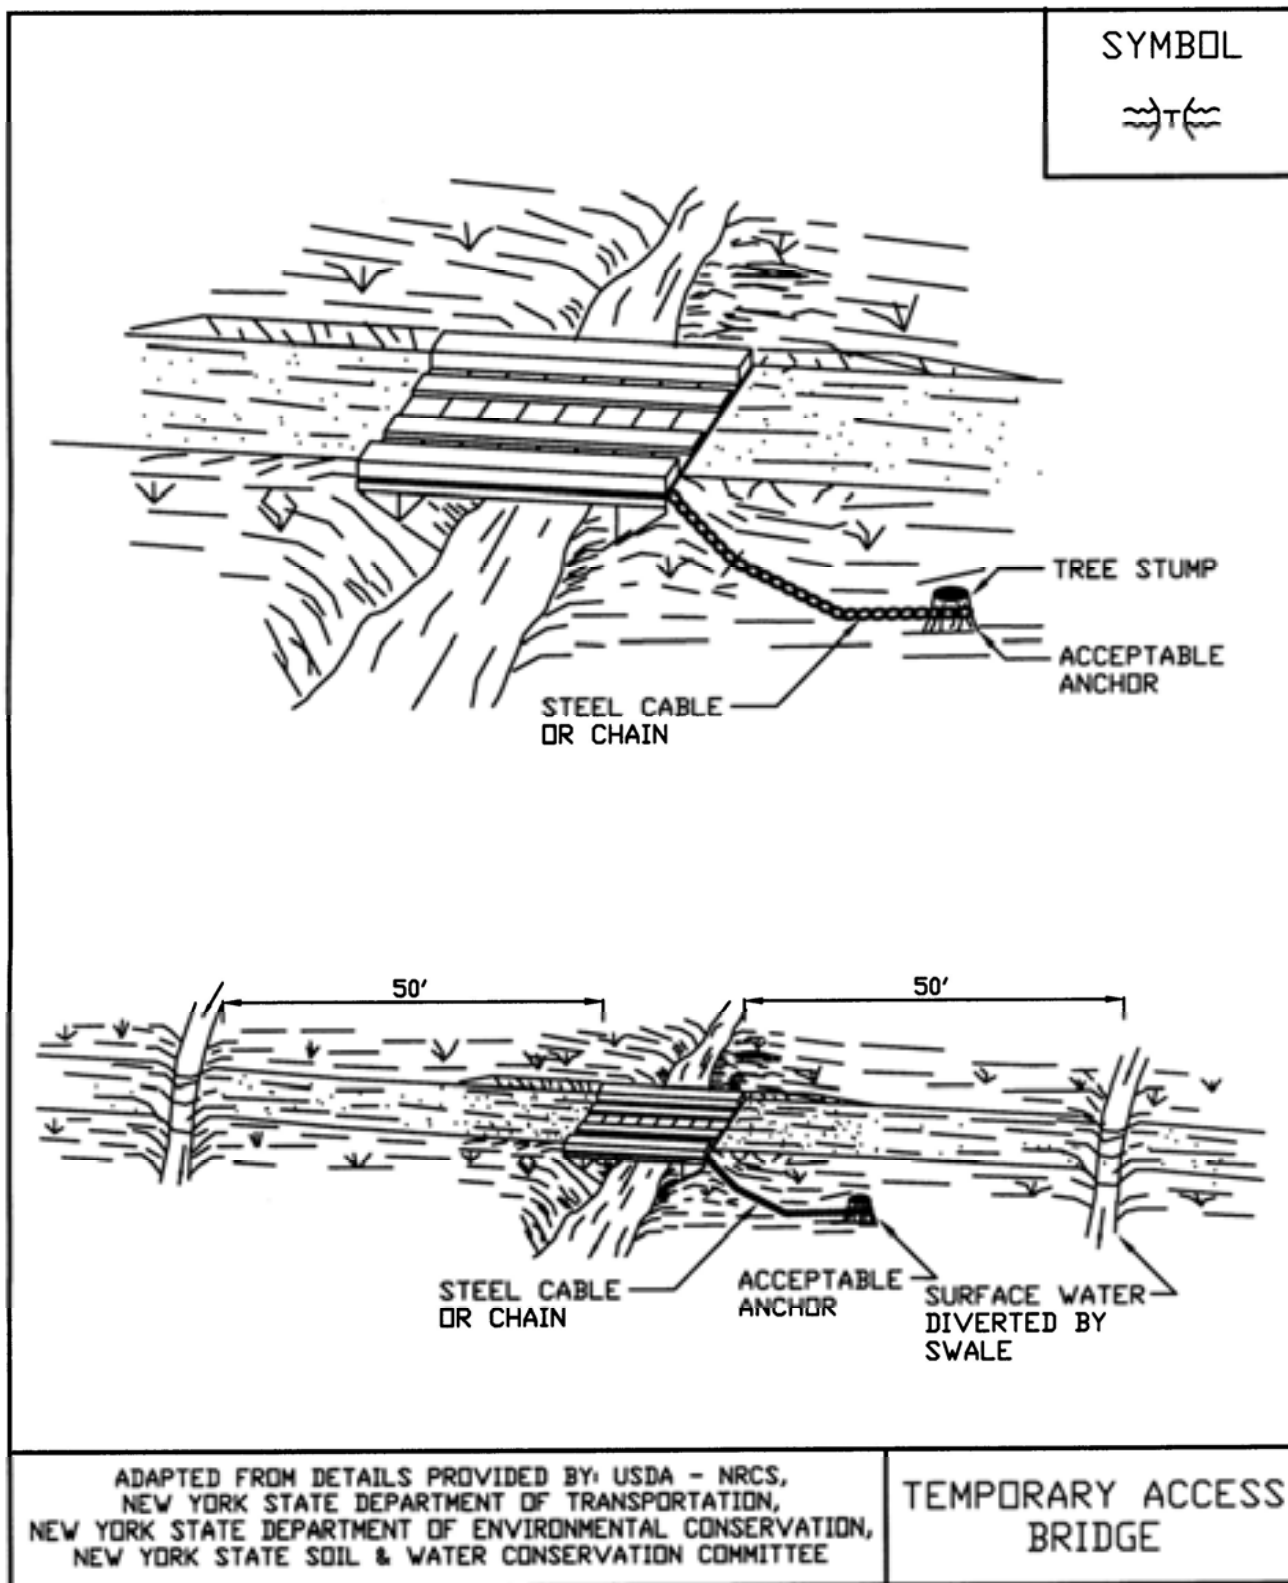 SYMBOL
T
TREE STUMP
ACCEPTABLE
ANCHOR
STEEL CABLE
OR CHAIN
50'
50'
STEEL CABLE
OR CHAIN
ACCEPTABLE
ANCHOR
SURFACE WATER
DIVERTED BY
SWALE
ADAPTED FROM DETAILS PROVIDED BY: USDA - NRCS,
NEW YORK STATE DEPARTMENT OF TRANSPORTATION,
NEW YORK STATE DEPARTMENT OF ENVIRONMENTAL CONSERVATION,
NEW YORK STATE SOIL & WATER CONSERVATION COMMITTEE
TEMPORARY ACCESS
BRIDGE